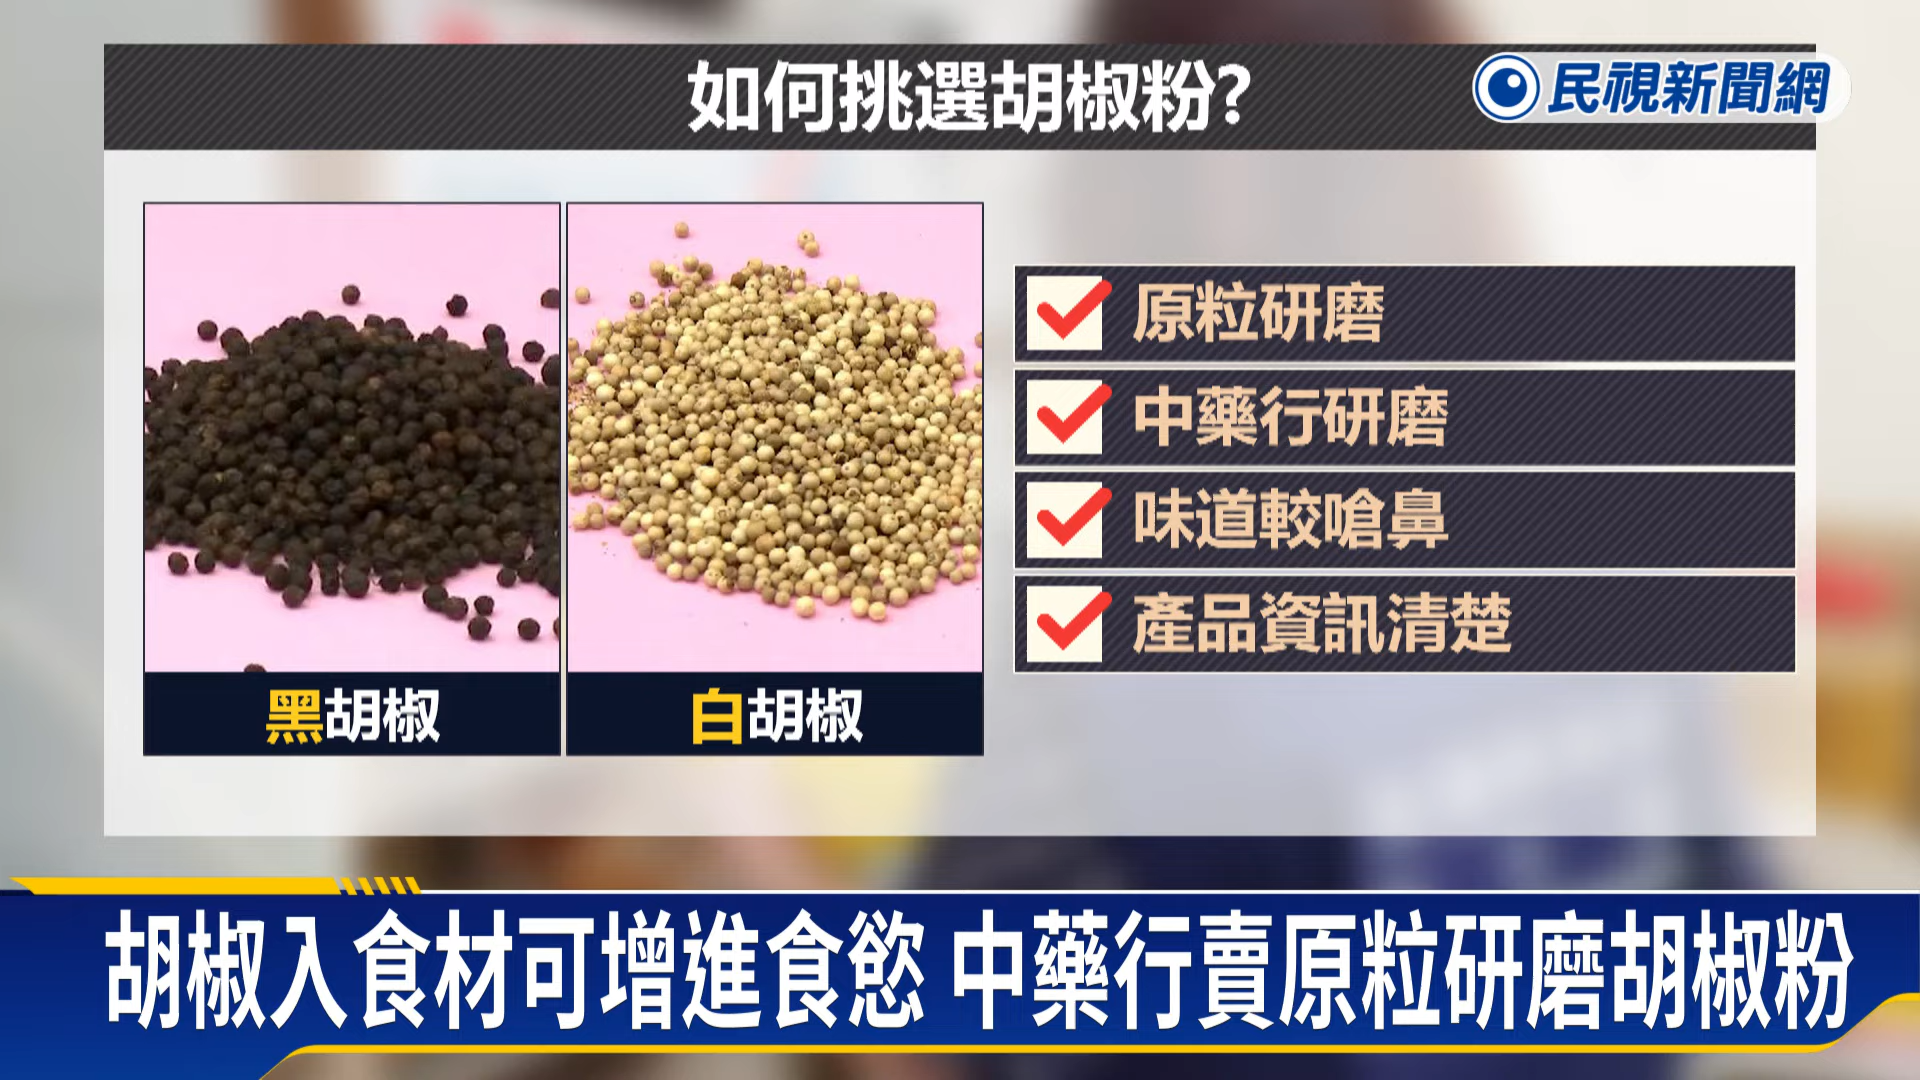 如何挑選胡椒粉?
民視新聞網
原粒研磨
中藥行研磨
味道較嗆鼻
產品資訊清楚
黑胡椒
白胡椒
胡椒入食材可增進食慾 中藥行賣原粒研磨胡椒粉